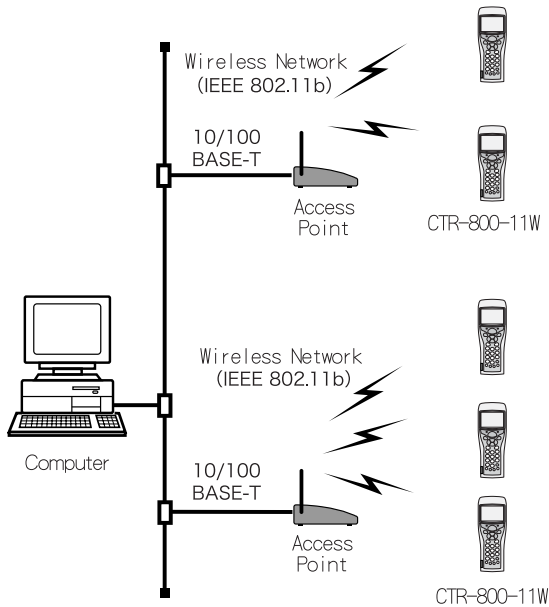 Wireless Network
(IEEE 802.11b)
10/100
BASE-T
Access
Point
CTR-800-11W
Wireless Network
(IEEE 802.11b)
Computer
10/100
BASE-T
Access
Point
CTR-800-11W